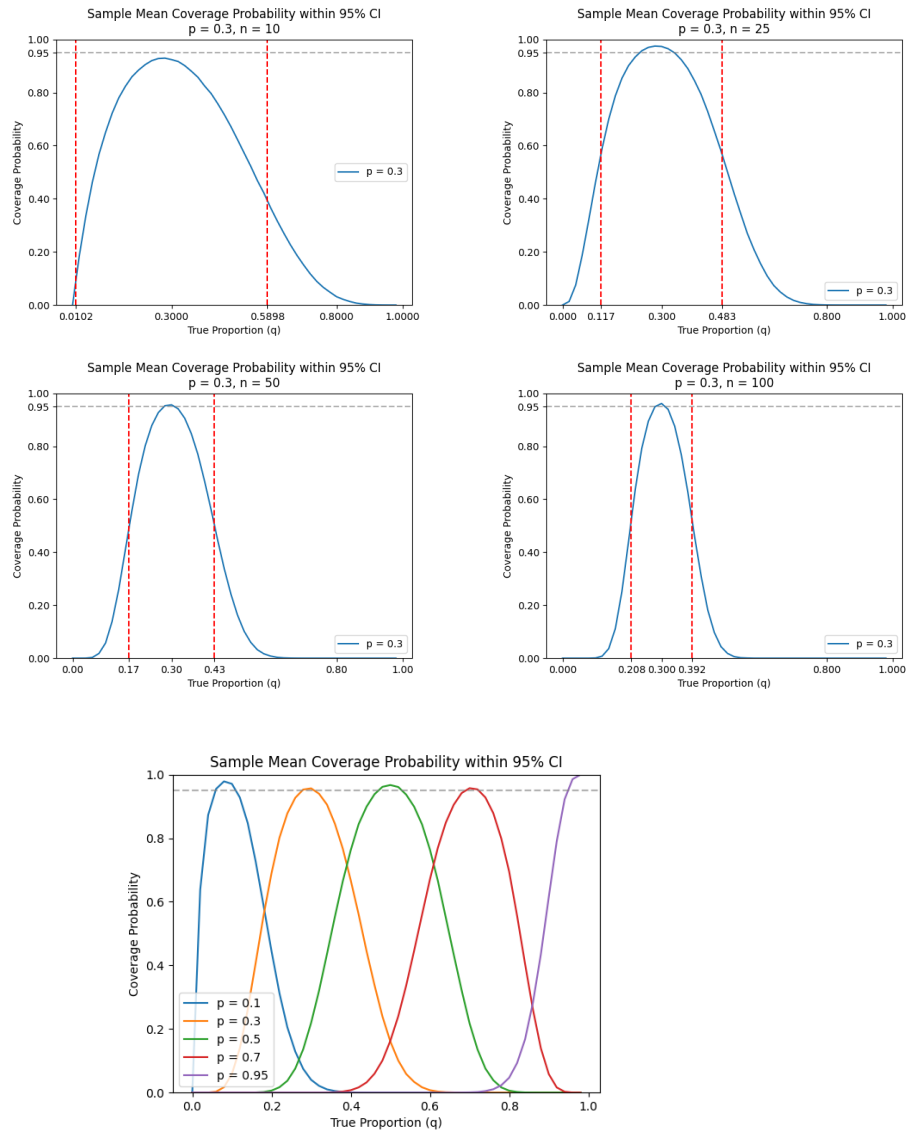 Sample Mean Coverage Probability within 95% CI
p = 0.3, n = 10
1.00
0.95
0.80
0.60
0.40
0.20
0.00
Coverage Probability
p = 0.3
0.0102 0.3000 0.5898 0.8000 1.0000
True Proportion (q)
Sample Mean Coverage Probability within 95% CI
p = 0.3, n = 25
1.00
0.95
0.80
0.60
0.40
0.20
0.00
Coverage Probability
p = 0.3
0.000 0.117 0.300 0.483 0.800 1.000
True Proportion (q)
Sample Mean Coverage Probability within 95% CI
p = 0.3, n = 50
1.00
0.95
0.80
0.60
0.40
0.20
0.00
Coverage Probability
p = 0.3
0.00 0.17 0.30 0.43 0.80 1.00
True Proportion (q)
Sample Mean Coverage Probability within 95% CI
p = 0.3, n = 100
1.00
0.95
0.80
0.60
0.40
0.20
0.00
Coverage Probability
p = 0.3
0.000 0.208 0.300 0.392 0.800 1.000
True Proportion (q)
Sample Mean Coverage Probability within 95% CI
1.0
0.8
0.6
0.4
0.2
0.0
Coverage Probability
p = 0.1
p = 0.3
p = 0.5
p = 0.7
p = 0.95
0.0 0.2 0.4 0.6 0.8 1.0
True Proportion (q)